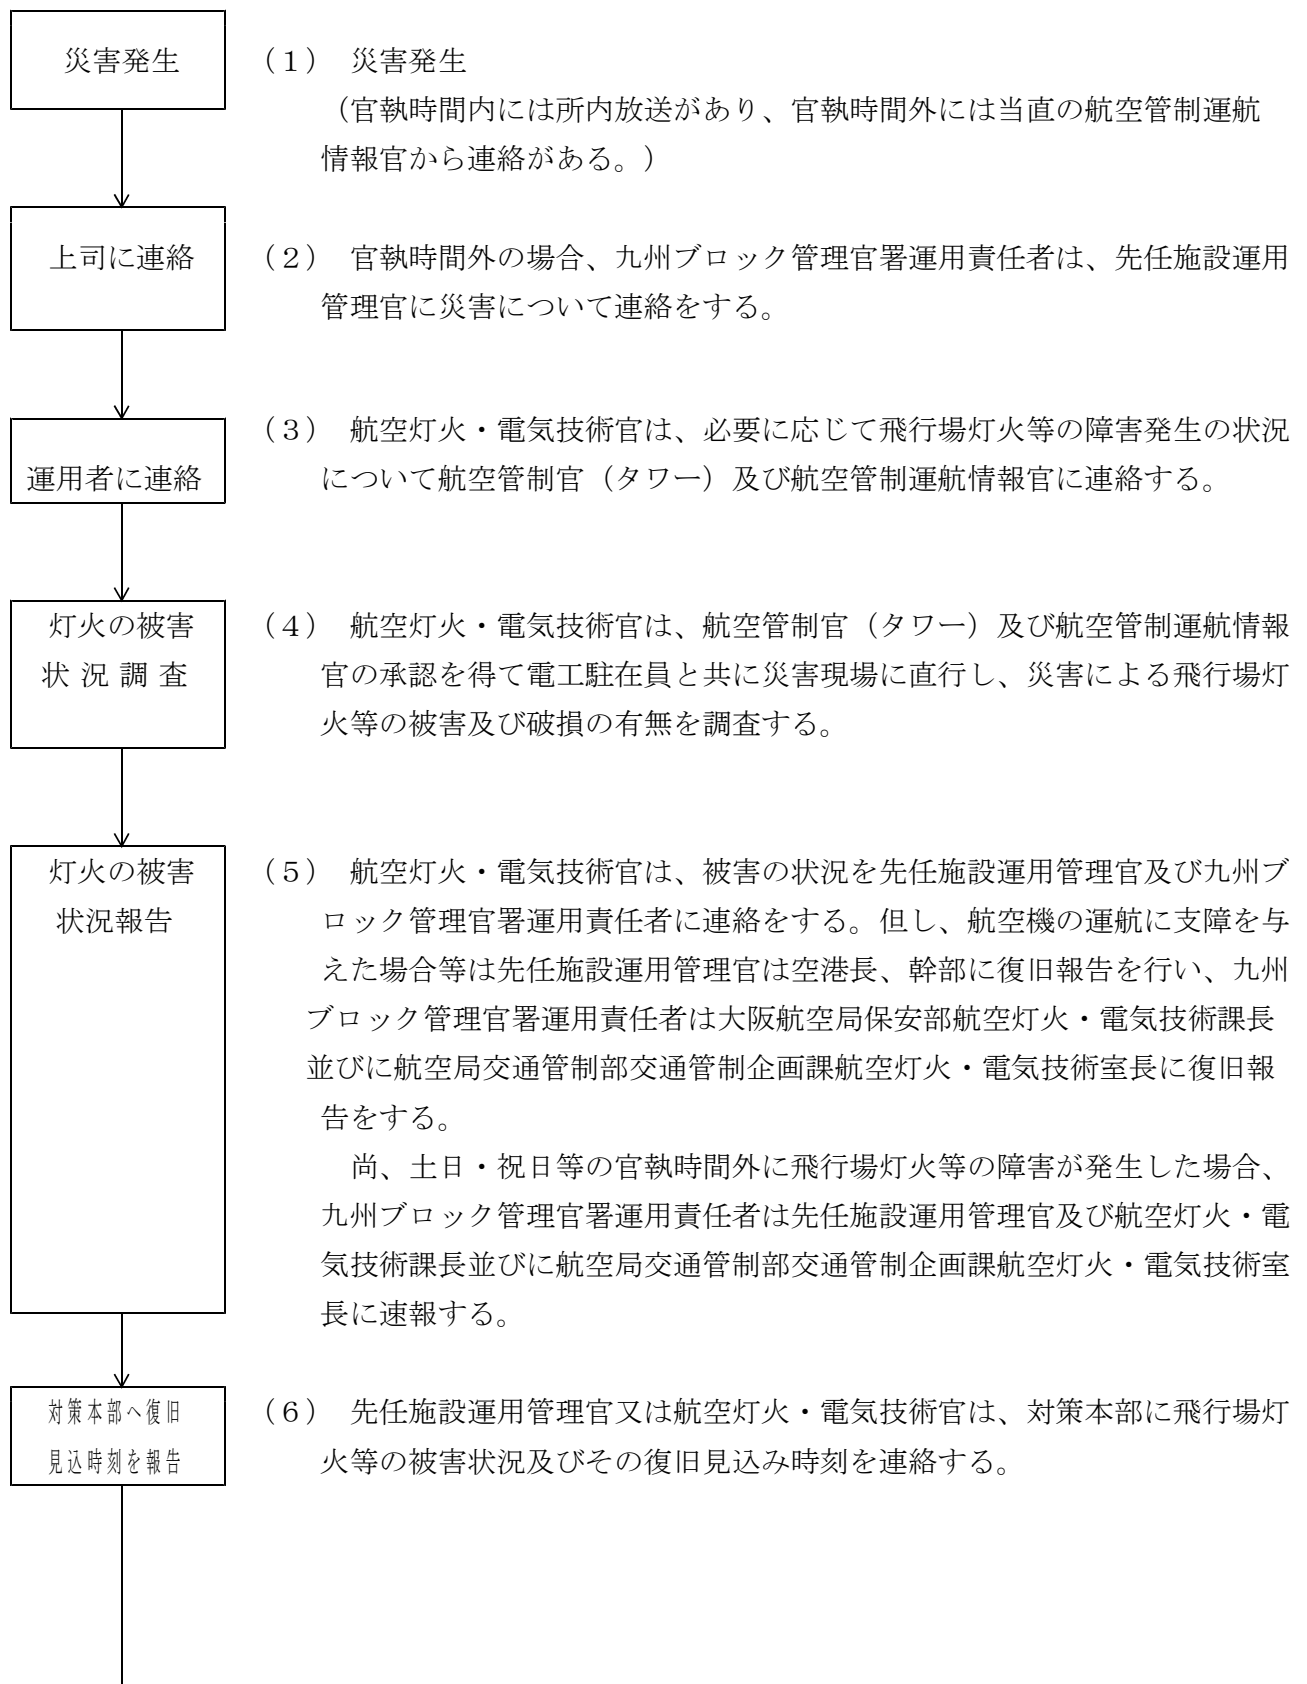 災害発生
(1) 災害発生
(官執時間内には所内放送があり、官執時間外には当直の航空管制運航
情報官から連絡がある。)
上司に連絡
(2) 官執時間外の場合、九州ブロック管理官署運用責任者は、先任施設運用
管理官に災害について連絡をする。
運用者に連絡
(3) 航空灯火・電気技術官は、必要に応じて飛行場灯火等の障害発生の状況
について航空管制官(タワー)及び航空管制運航情報官に連絡する。
灯火の被害
状況調査
(4) 航空灯火・電気技術官は、航空管制官(タワー)及び航空管制運航情報
官の承認を得て電工駐在員と共に災害現場に直行し、災害による飛行場灯
火等の被害及び破損の有無を調査する。
灯火の被害
状況報告
(5) 航空灯火・電気技術官は、被害の状況を先任施設運用管理官及び九州ブ
ロック管理官署運用責任者に連絡をする。但し、航空機の運航に支障を与
えた場合等は先任施設運用管理官は空港長、幹部に復旧報告を行い、九州
ブロック管理官署運用責任者は大阪航空局保安部航空灯火・電気技術課長
並びに航空局交通管制部交通管制企画課航空灯火・電気技術室長に復旧報
告をする。
尚、土日・祝日等の官執時間外に飛行場灯火等の障害が発生した場合、
九州ブロック管理官署運用責任者は先任施設運用管理官及び航空灯火・電
気技術課長並びに航空局交通管制部交通管制企画課航空灯火・電気技術室
長に速報する。
対策本部へ復旧
見込時刻を報告
(6) 先任施設運用管理官又は航空灯火・電気技術官は、対策本部に飛行場灯
火等の被害状況及びその復旧見込み時刻を連絡する。